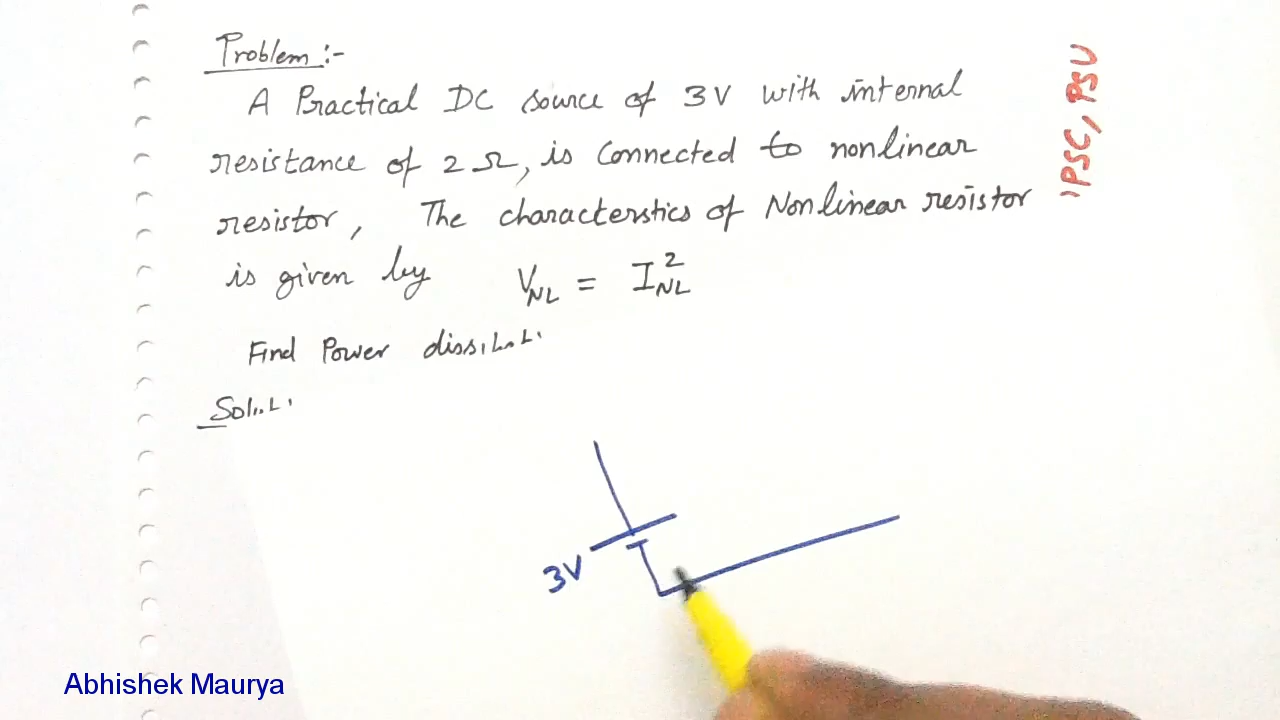 Problem :-
A Practical DC source of 3V with internal
resistance of 2 Ω, is Connected to nonlinear
resistor, The characterstics of Nonlinear resistor
is given by V_NL = I_NL^2
Find Power
3V
PSC, PSU
Abhishek Maurya